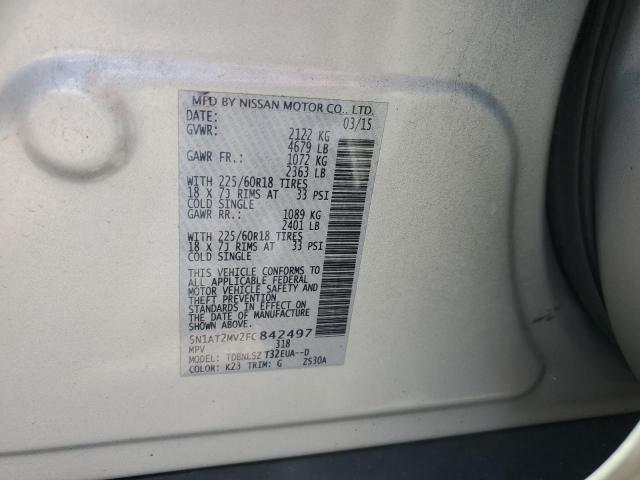 MFD BY NISSAN MOTOR CO., LTD.
DATE: 03/15
GVWR: 2122 KG
4679 LB
GAWR FR.: 1072 KG
2363 LB
WITH 225/60R18 TIRES
18 X 7J RIMS AT 33 PSI
COLD SINGLE
GAWR RR.: 1089 KG
2401 LB
WITH 225/60R18 TIRES
18 X 7J RIMS AT 33 PSI
COLD SINGLE
THIS VEHICLE CONFORMS TO
ALL APPLICABLE FEDERAL
MOTOR VEHICLE SAFETY AND
THEFT PREVENTION
STANDARDS IN EFFECT ON
THE DATE OF MANUFACTURE
SHOWN ABOVE.
5N1AT2MV2FC842497
MPV 318
MODEL: TDBNLSZ T32EUA--D
COLOR: K23 TRIM: G ZS30A